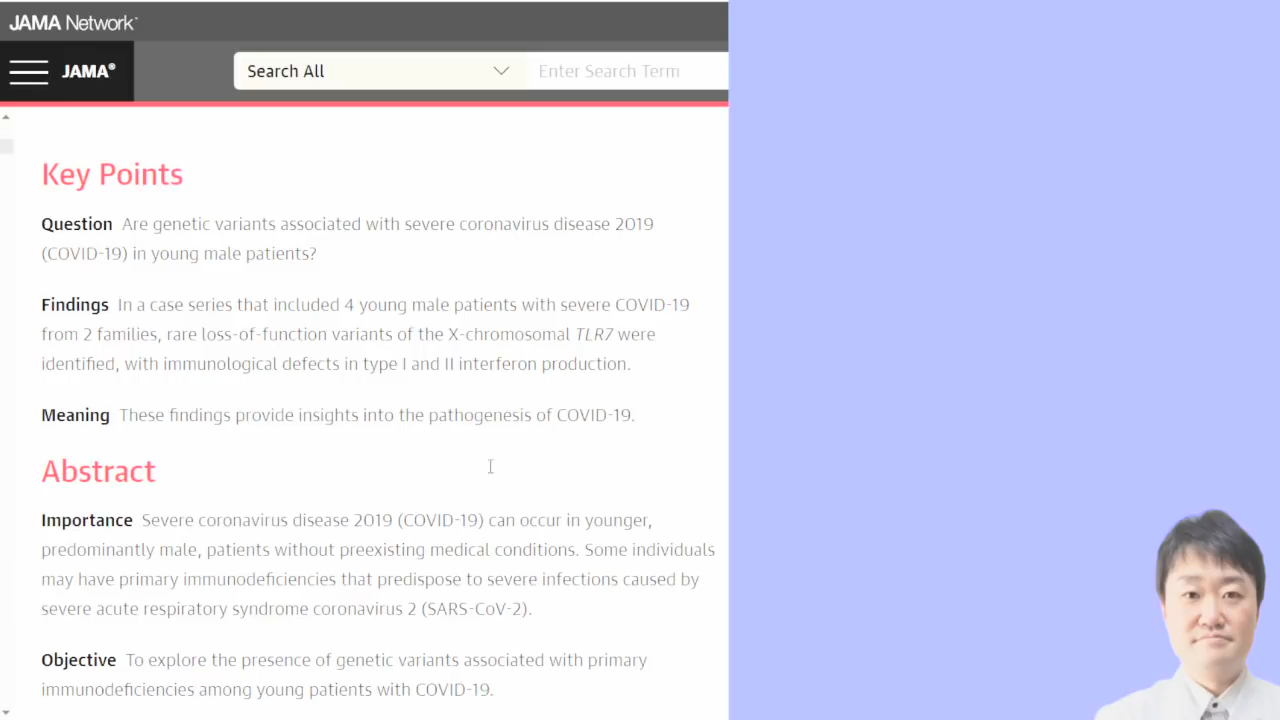 JAMA Network
JAMA®
Search All
Enter Search Term
Key Points
Question Are genetic variants associated with severe coronavirus disease 2019
(COVID-19) in young male patients?
Findings In a case series that included 4 young male patients with severe COVID-19
from 2 families, rare loss-of-function variants of the X-chromosomal TLR7 were
identified, with immunological defects in type I and II interferon production.
Meaning These findings provide insights into the pathogenesis of COVID-19.
Abstract
Importance Severe coronavirus disease 2019 (COVID-19) can occur in younger,
predominantly male, patients without preexisting medical conditions. Some individuals
may have primary immunodeficiencies that predispose to severe infections caused by
severe acute respiratory syndrome coronavirus 2 (SARS-CoV-2).
Objective To explore the presence of genetic variants associated with primary
immunodeficiencies among young patients with COVID-19.